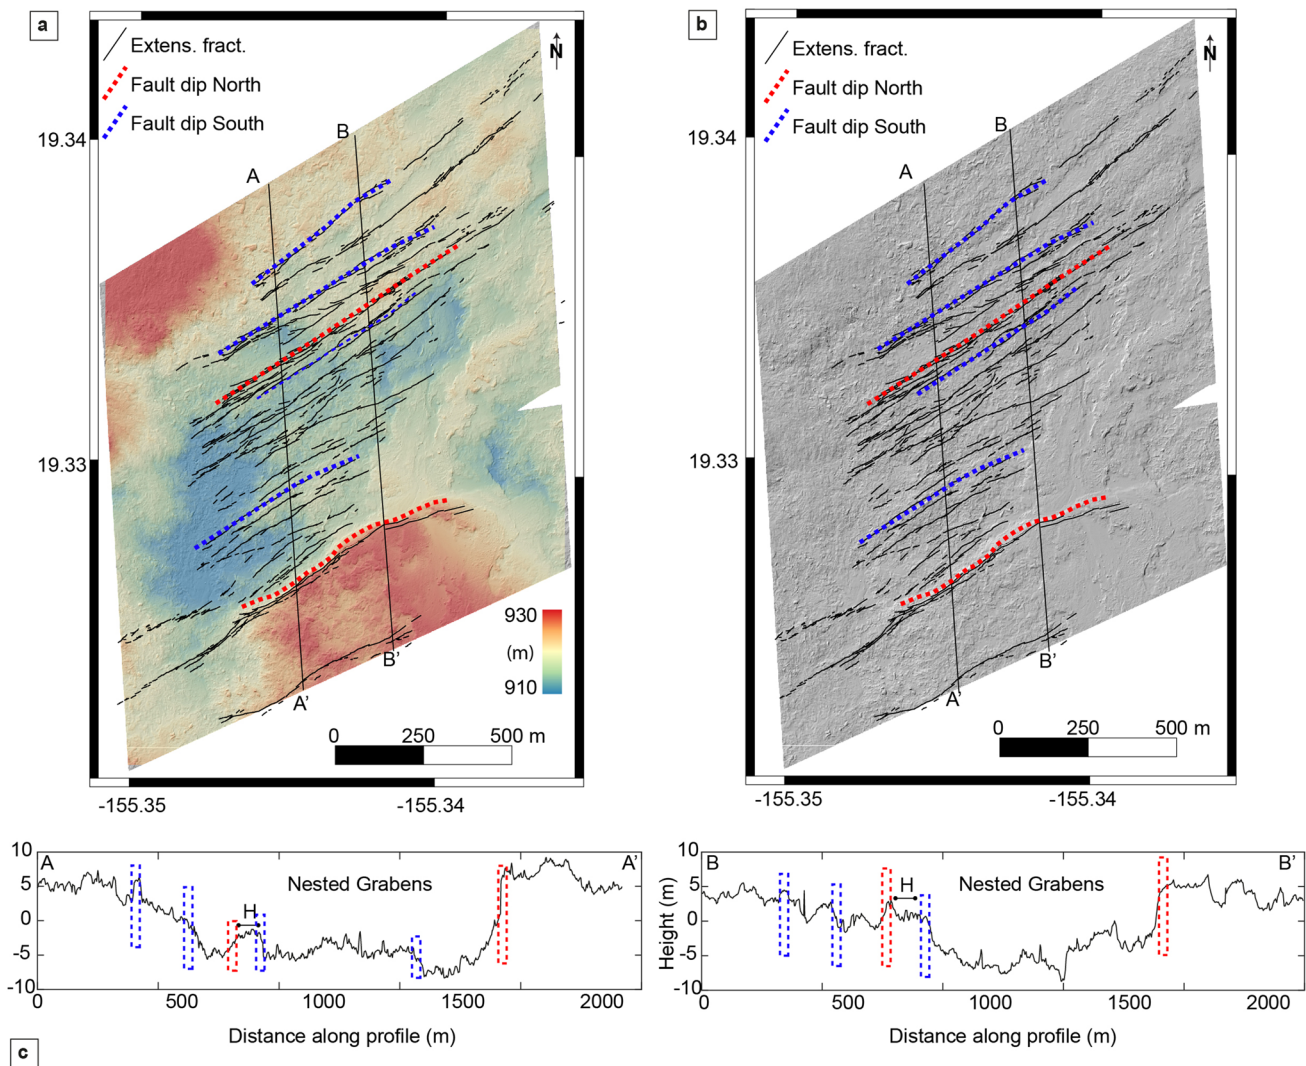 a
Extens. fract.
Fault dip North
Fault dip South
N
19.34
19.33
A
B
A'
B'
930
(m)
910
0 250 500 m
-155.35 -155.34
b
Extens. fract.
Fault dip North
Fault dip South
N
19.34
19.33
A
B
A'
B'
0 250 500 m
-155.35 -155.34
A A'
Nested Grabens
H
10
5
0
-5
-10
0 500 1000 1500 2000
Distance along profile (m)
B B'
Nested Grabens
H
Height (m)
10
5
0
-5
-10
0 500 1000 1500 2000
Distance along profile (m)
c